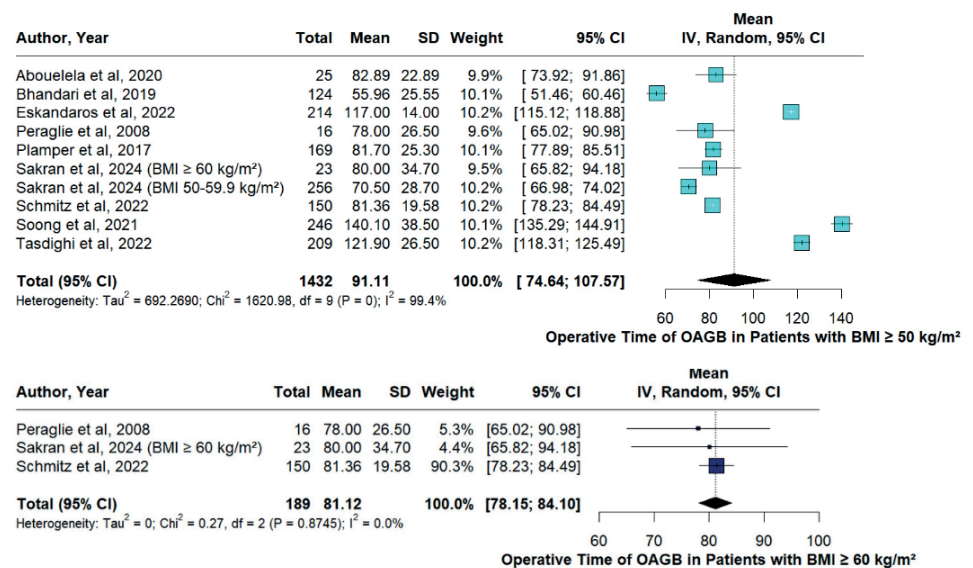 Mean
Author, Year Total Mean SD Weight 95% CI IV, Random, 95% CI
Abouelela et al, 2020 25 82.89 22.89 9.9% [ 73.92; 91.86]
Bhandari et al, 2019 124 55.96 25.55 10.1% [ 51.46; 60.46]
Eskandaros et al, 2022 214 117.00 14.00 10.2% [115.12; 118.88]
Peraglie et al, 2008 16 78.00 26.50 9.6% [ 65.02; 90.98]
Plamper et al, 2017 169 81.70 25.30 10.1% [ 77.89; 85.51]
Sakran et al, 2024 (BMI ≥ 60 kg/m²) 23 80.00 34.70 9.5% [ 65.82; 94.18]
Sakran et al, 2024 (BMI 50-59.9 kg/m²) 256 70.50 28.70 10.2% [ 66.98; 74.02]
Schmitz et al, 2022 150 81.36 19.58 10.2% [ 78.23; 84.49]
Soong et al, 2021 246 140.10 38.50 10.1% [135.29; 144.91]
Tasdighi et al, 2022 209 121.90 26.50 10.2% [118.31; 125.49]
Total (95% CI) 1432 91.11 100.0% [ 74.64; 107.57]
Heterogeneity: Tau² = 692.2690; Chi² = 1620.98, df = 9 (P = 0); I² = 99.4%
60 80 100 120 140
Operative Time of OAGB in Patients with BMI ≥ 50 kg/m²
Mean
Author, Year Total Mean SD Weight 95% CI IV, Random, 95% CI
Peraglie et al, 2008 16 78.00 26.50 5.3% [65.02; 90.98]
Sakran et al, 2024 (BMI ≥ 60 kg/m²) 23 80.00 34.70 4.4% [65.82; 94.18]
Schmitz et al, 2022 150 81.36 19.58 90.3% [78.23; 84.49]
Total (95% CI) 189 81.12 100.0% [78.15; 84.10]
Heterogeneity: Tau² = 0; Chi² = 0.27, df = 2 (P = 0.8745); I² = 0.0%
60 70 80 90 100
Operative Time of OAGB in Patients with BMI ≥ 60 kg/m²